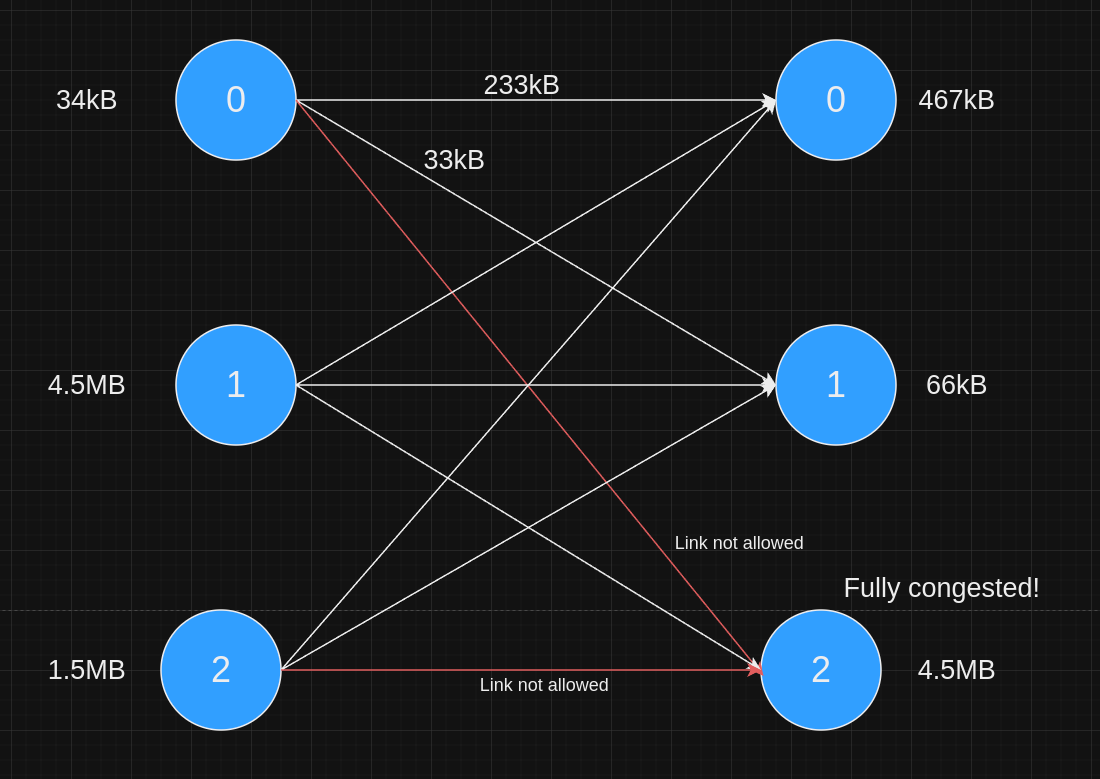 34kB
0
233kB
0
467kB
33kB
4.5MB
1
1
66kB
Link not allowed
Fully congested!
1.5MB
2
Link not allowed
2
4.5MB